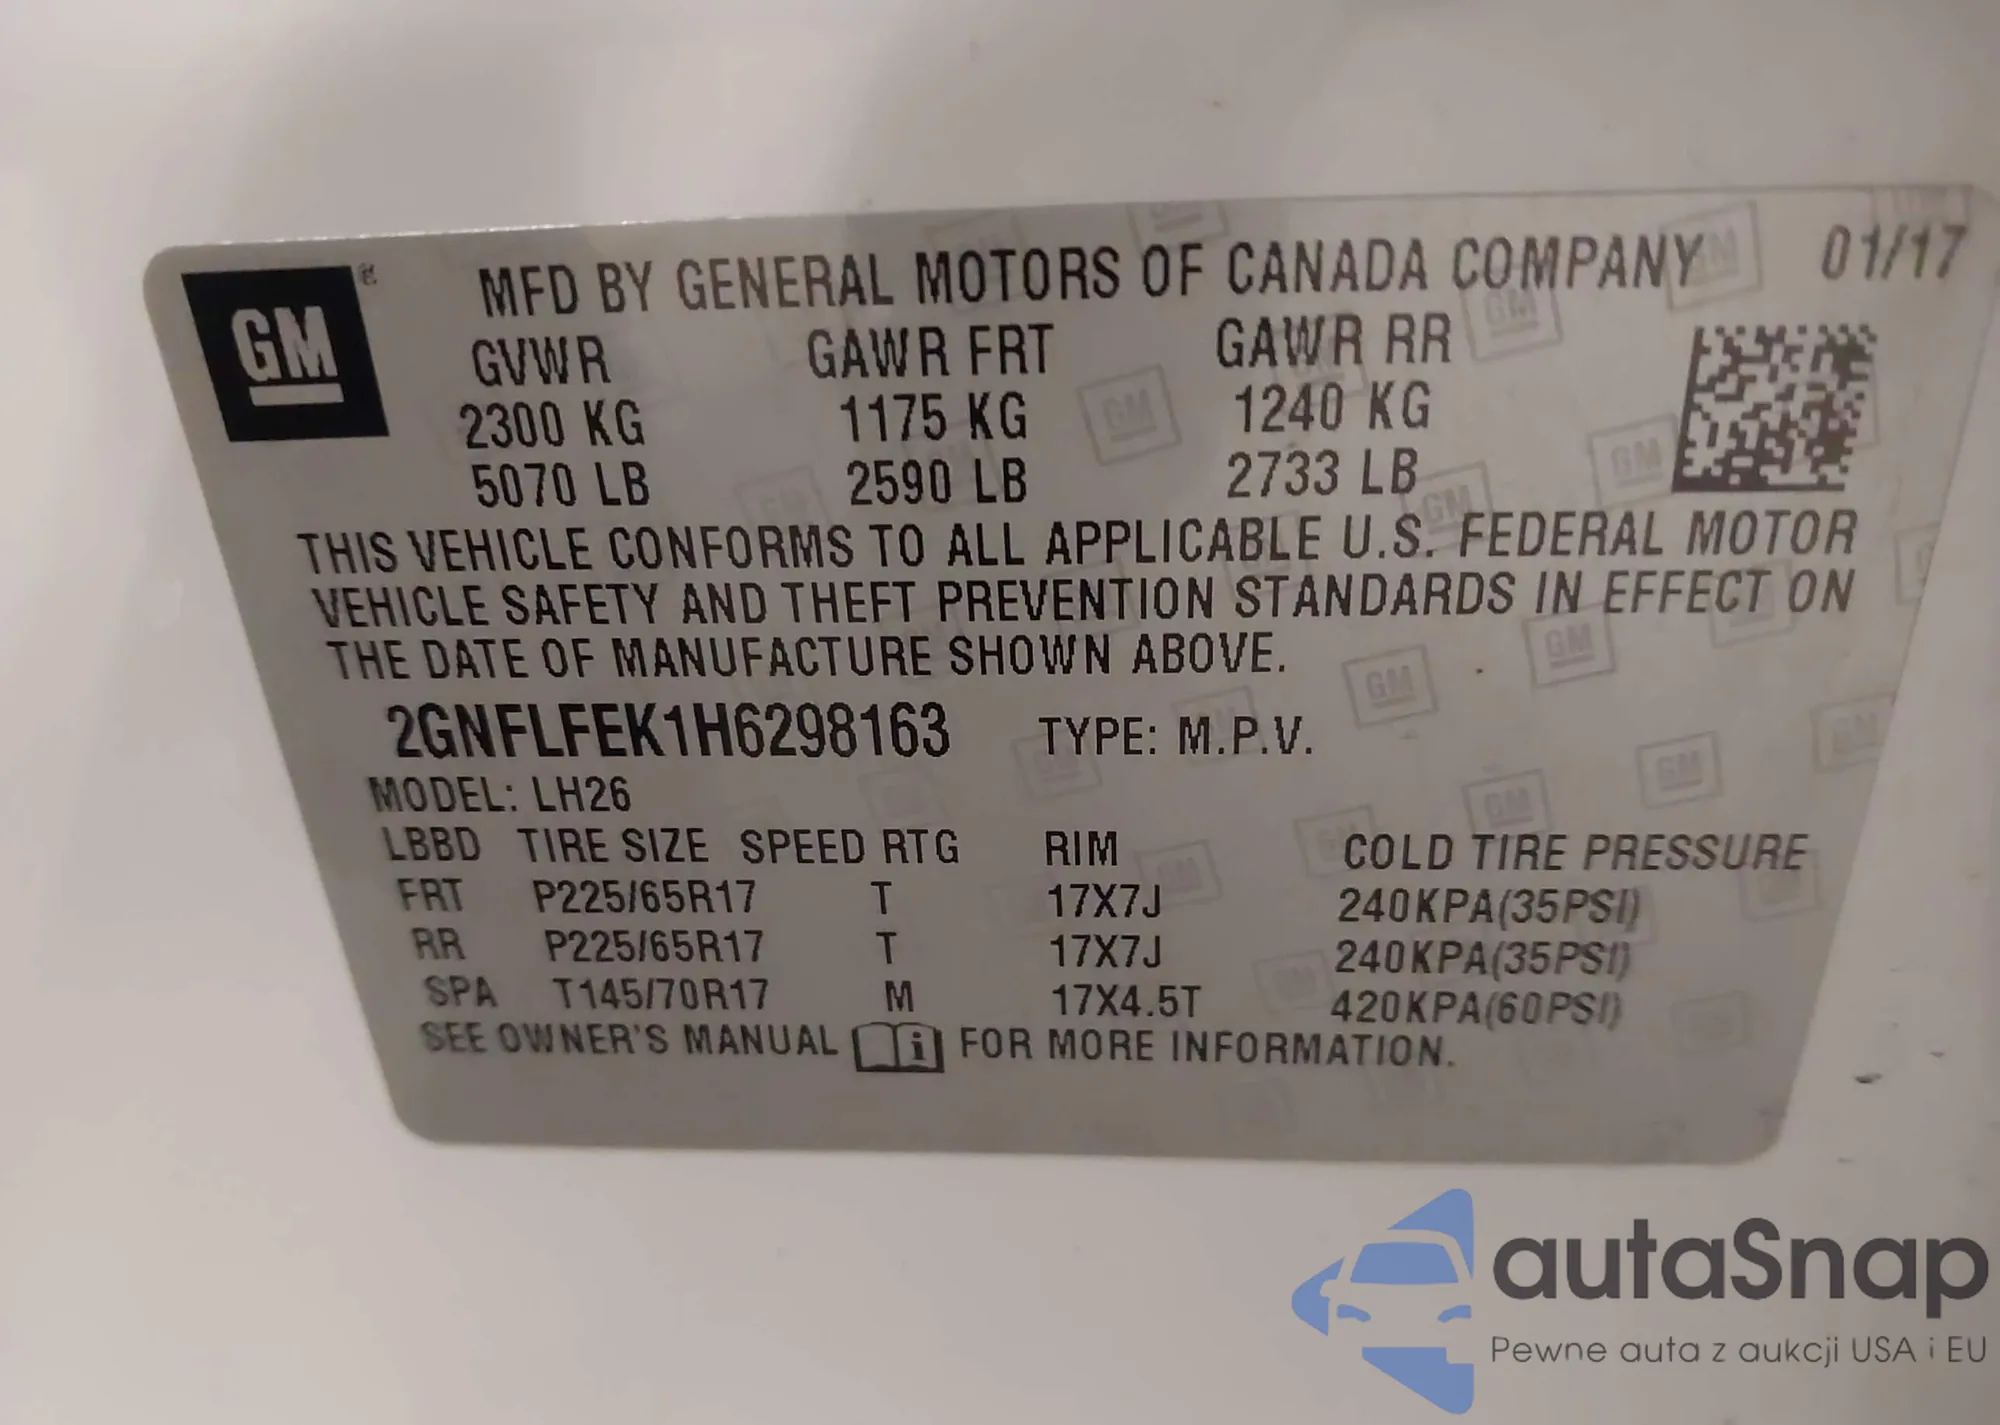 GM®
MFD BY GENERAL MOTORS OF CANADA COMPANY 01/17
GVWR GAWR FRT GAWR RR
2300 KG 1175 KG 1240 KG
5070 LB 2590 LB 2733 LB
THIS VEHICLE CONFORMS TO ALL APPLICABLE U.S. FEDERAL MOTOR
VEHICLE SAFETY AND THEFT PREVENTION STANDARDS IN EFFECT ON
THE DATE OF MANUFACTURE SHOWN ABOVE.
2GNFLFEK1H6298163 TYPE: M.P.V.
MODEL: LH26
LBBD TIRE SIZE SPEED RTG RIM COLD TIRE PRESSURE
FRT P225/65R17 T 17X7J 240KPA(35PSI)
RR P225/65R17 T 17X7J 240KPA(35PSI)
SPA T145/70R17 M 17X4.5T 420KPA(60PSI)
SEE OWNER'S MANUAL i FOR MORE INFORMATION.
autaSnap
Pewne auta z aukcji USA i EU